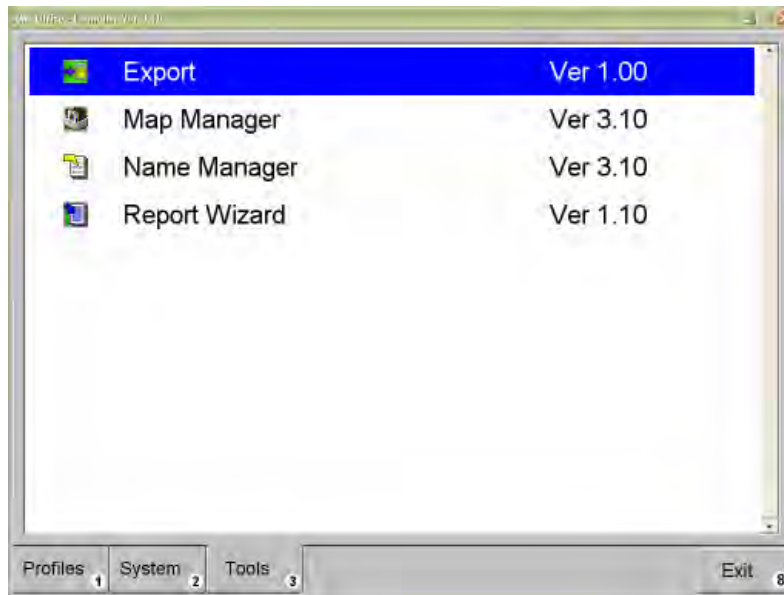 Export Ver 1.00
Map Manager Ver 3.10
Name Manager Ver 3.10
Report Wizard Ver 1.10
Profiles 1 System 2 Tools 3 Exit 8